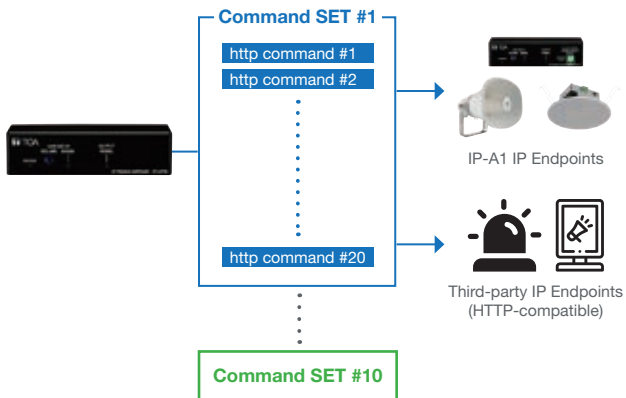 Command SET #1
http command #1
http command #2
http command #20
TOA
IP-A1 IP Endpoints
Third-party IP Endpoints
(HTTP-compatible)
Command SET #10